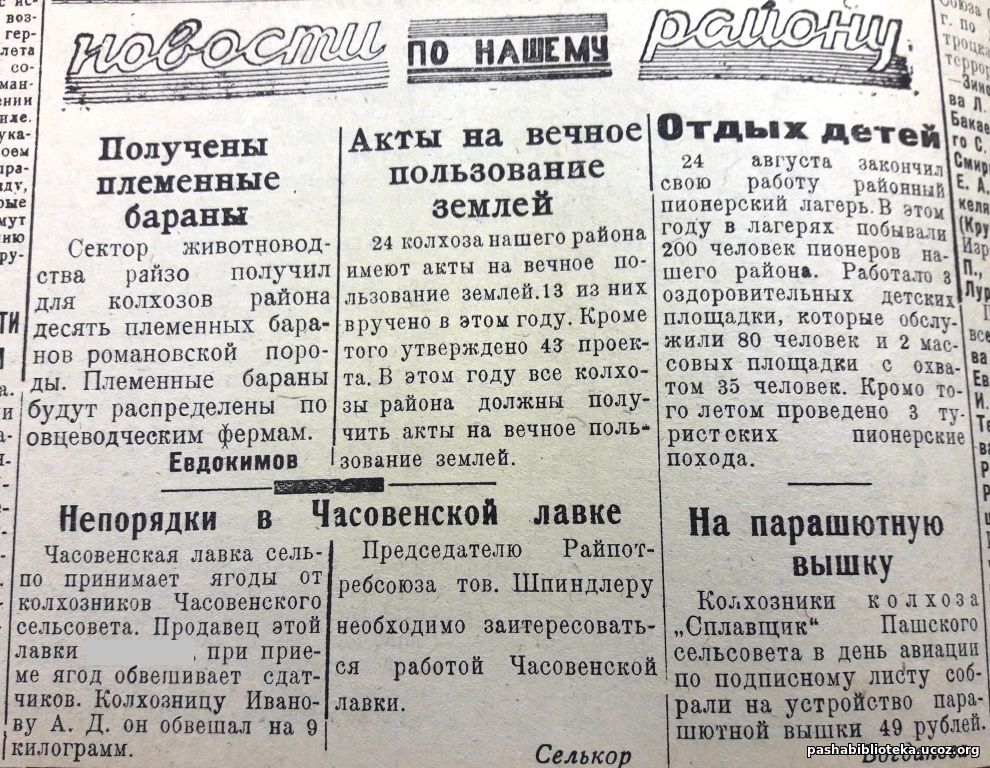 новости ПО НАШЕМУ району
Получены
племенные
бараны
Сектор животновод-
ства райзо получил
для колхозов района
десять племенных бара-
нов романовской поро-
ды. Племенные бараны
будут распределены по
овцеводческим фермам.
Евдокимов
Акты на вечное
пользование
землей
24 колхоза нашего района
имеют акты на вечное по-
льзование землей. 13 из них
вручено в этом году. Кроме
того утверждено 43 проек-
та. В этом году все колхо-
зы района должны полу-
чить акты на вечное поль-
зование землей.
Отдых детей
24 августа закончил
свою работу районный
пионерский лагерь. В этом
году в лагерях побывали
200 человек пионеров на-
шего района. Работало 3
оздоровительных детских
площадки, которые обслу-
жили 80 человек и 2 мас-
совых площадки с охва-
том 35 человек. Кромо то-
го летом проведено 3 ту-
ристских пионерские
похода.
Непорядки в Часовенской лавке
Часовенская лавка сель-
по принимает ягоды от
колхозников Часовенского
сельсовета. Продавец этой
лавки , при прие-
ме ягод обвешивает сдат-
чиков. Колхозницу Ивано-
ву А. Д. он обвешал на 9
килограмм.
Председателю Райпот-
ребсоюза тов. Шпиндлеру
необходимо заитересовать-
ся работой Часовенской
лавки.
Селькор
На парашютную
вышку
Колхозники колхоза
„Сплавщик“ Пашского
сельсовета в день авиации
по подписному листу соб-
рали на устройство пара-
шютной вышки 49 рублей.
pashabiblioteka.ucoz.org